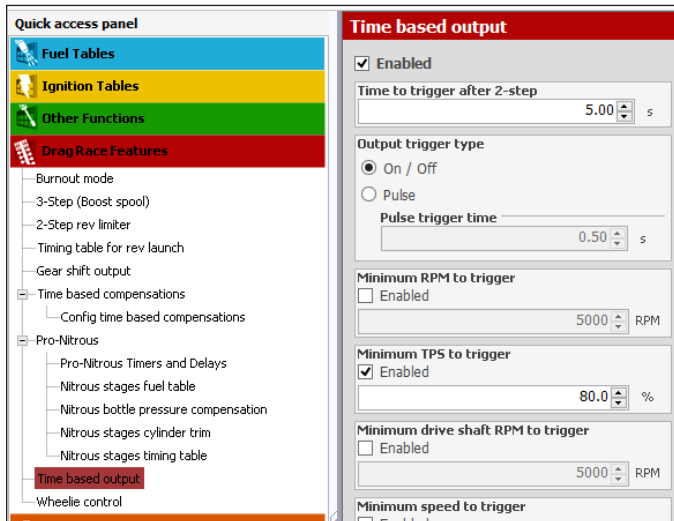 Quick access panel
Fuel Tables
Ignition Tables
Other Functions
Drag Race Features
Burnout mode
3-Step (Boost spool)
2-Step rev limiter
Timing table for rev launch
Gear shift output
Time based compensations
Config time based compensations
Pro-Nitrous
Pro-Nitrous Timers and Delays
Nitrous stages fuel table
Nitrous bottle pressure compensation
Nitrous stages cylinder trim
Nitrous stages timing table
Time based output
Wheelie control
Time based output
Enabled
Time to trigger after 2-step
5.00 s
Output trigger type
On / Off
Pulse
Pulse trigger time
0.50 s
Minimum RPM to trigger
Enabled
5000 RPM
Minimum TPS to trigger
Enabled
80.0 %
Minimum drive shaft RPM to trigger
Enabled
5000 RPM
Minimum speed to trigger